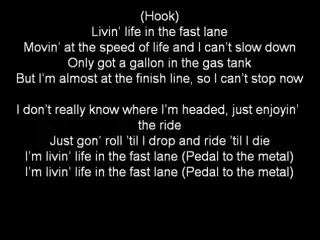 (Hook)
Livin' life in the fast lane
Movin' at the speed of life and I can't slow down
Only got a gallon in the gas tank
But I'm almost at the finish line, so I can't stop now
I don't really know where I'm headed, just enjoyin'
the ride
Just gon' roll 'til I drop and ride 'til I die
I'm livin' life in the fast lane (Pedal to the metal)
I'm livin' life in the fast lane (Pedal to the metal)